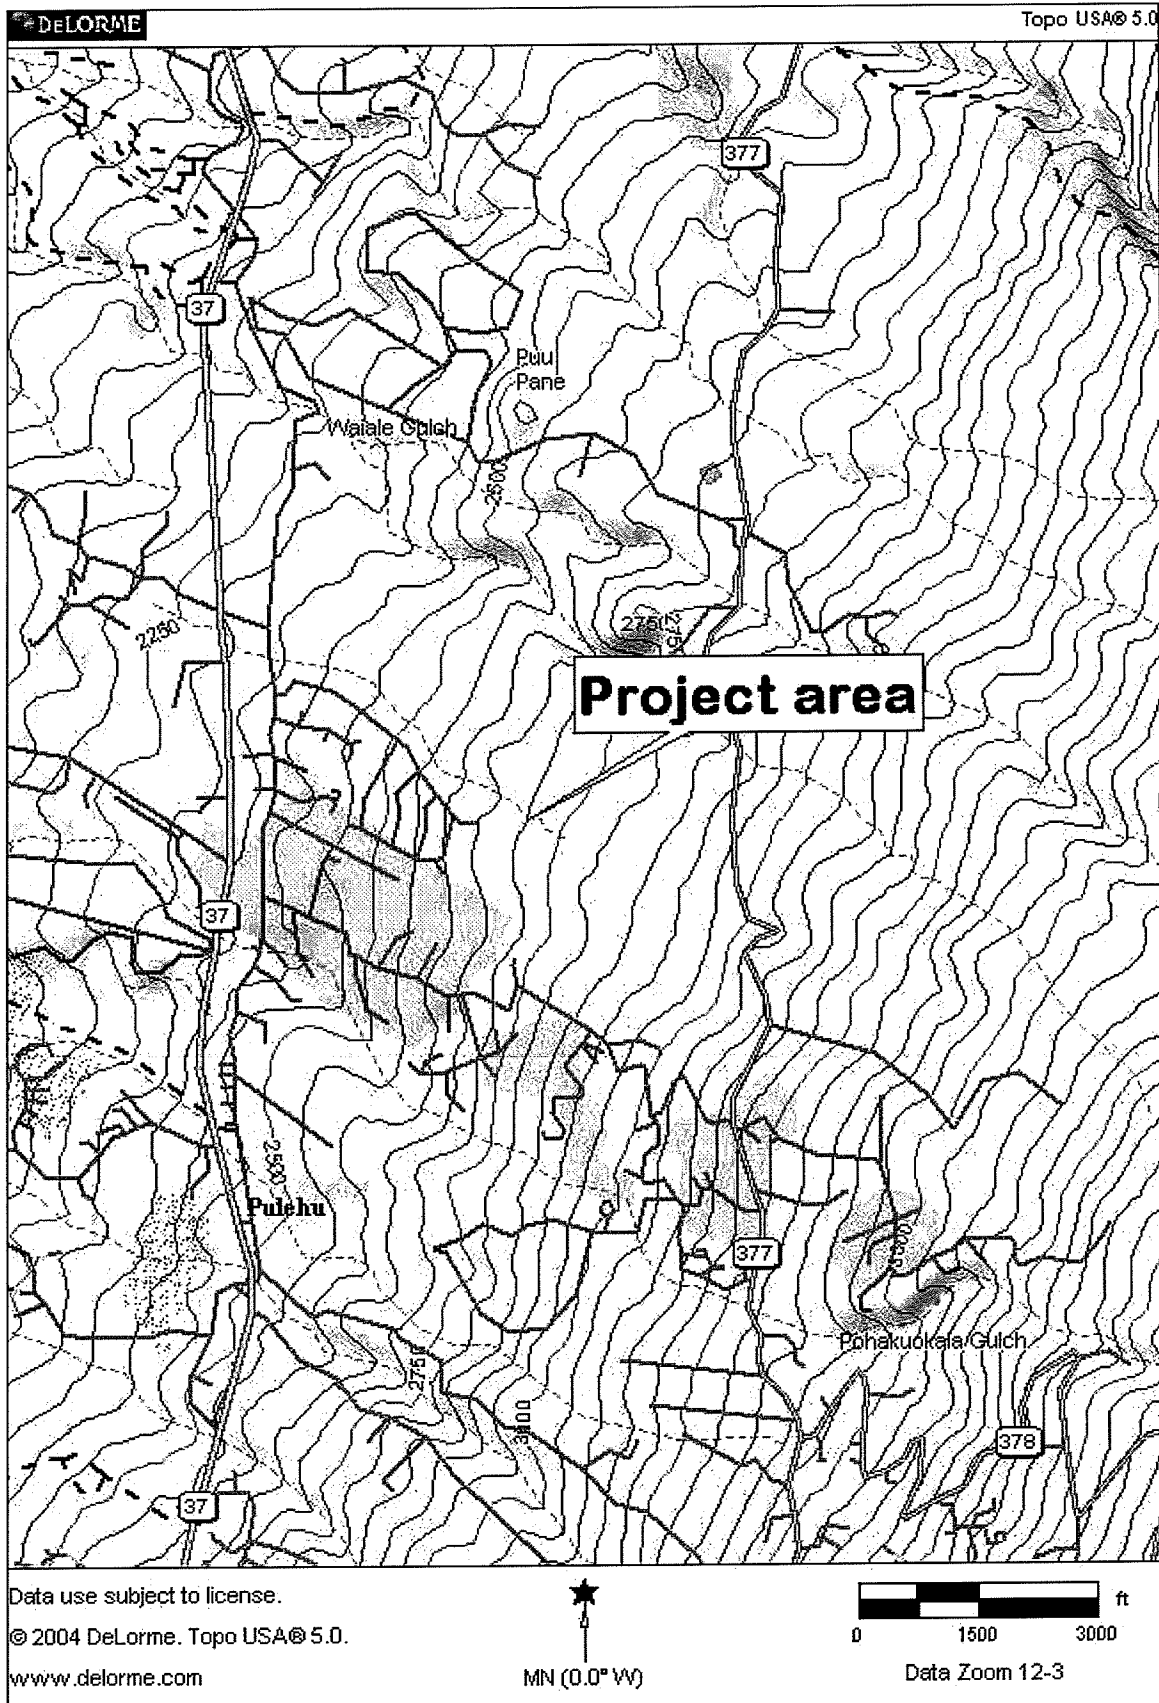 DELORME
Topo USA® 5.0
377
37
Puu
Pane
Waiale Gulch
2500
2250
2750
Project area
37
2500
Pulehu
377
Pohakuokala Gulch
378
37
Data use subject to license.
© 2004 DeLorme. Topo USA® 5.0.
www.delorme.com
MN (0.0° W)
ft
0 1500 3000
Data Zoom 12-3